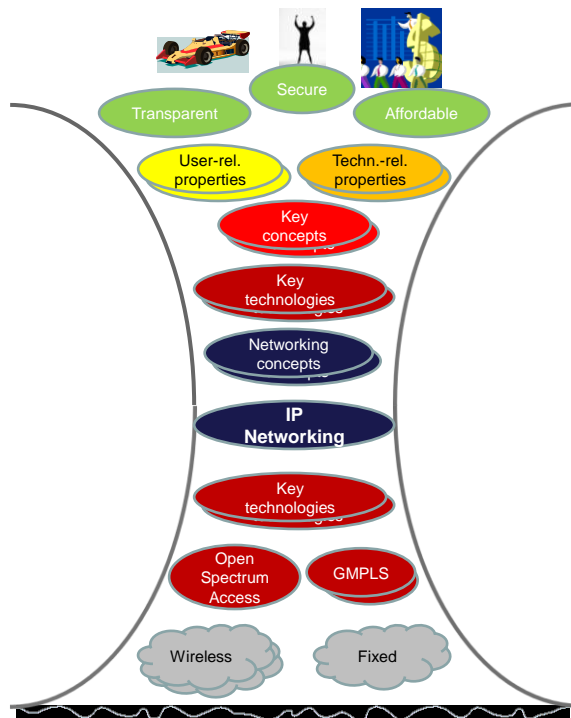 Secure
Transparent
Affordable
User-rel.
properties
Techn.-rel.
properties
Key
concepts
Key
technologies
Networking
concepts
IP
Networking
Key
technologies
Open
Spectrum
Access
GMPLS
Wireless
Fixed